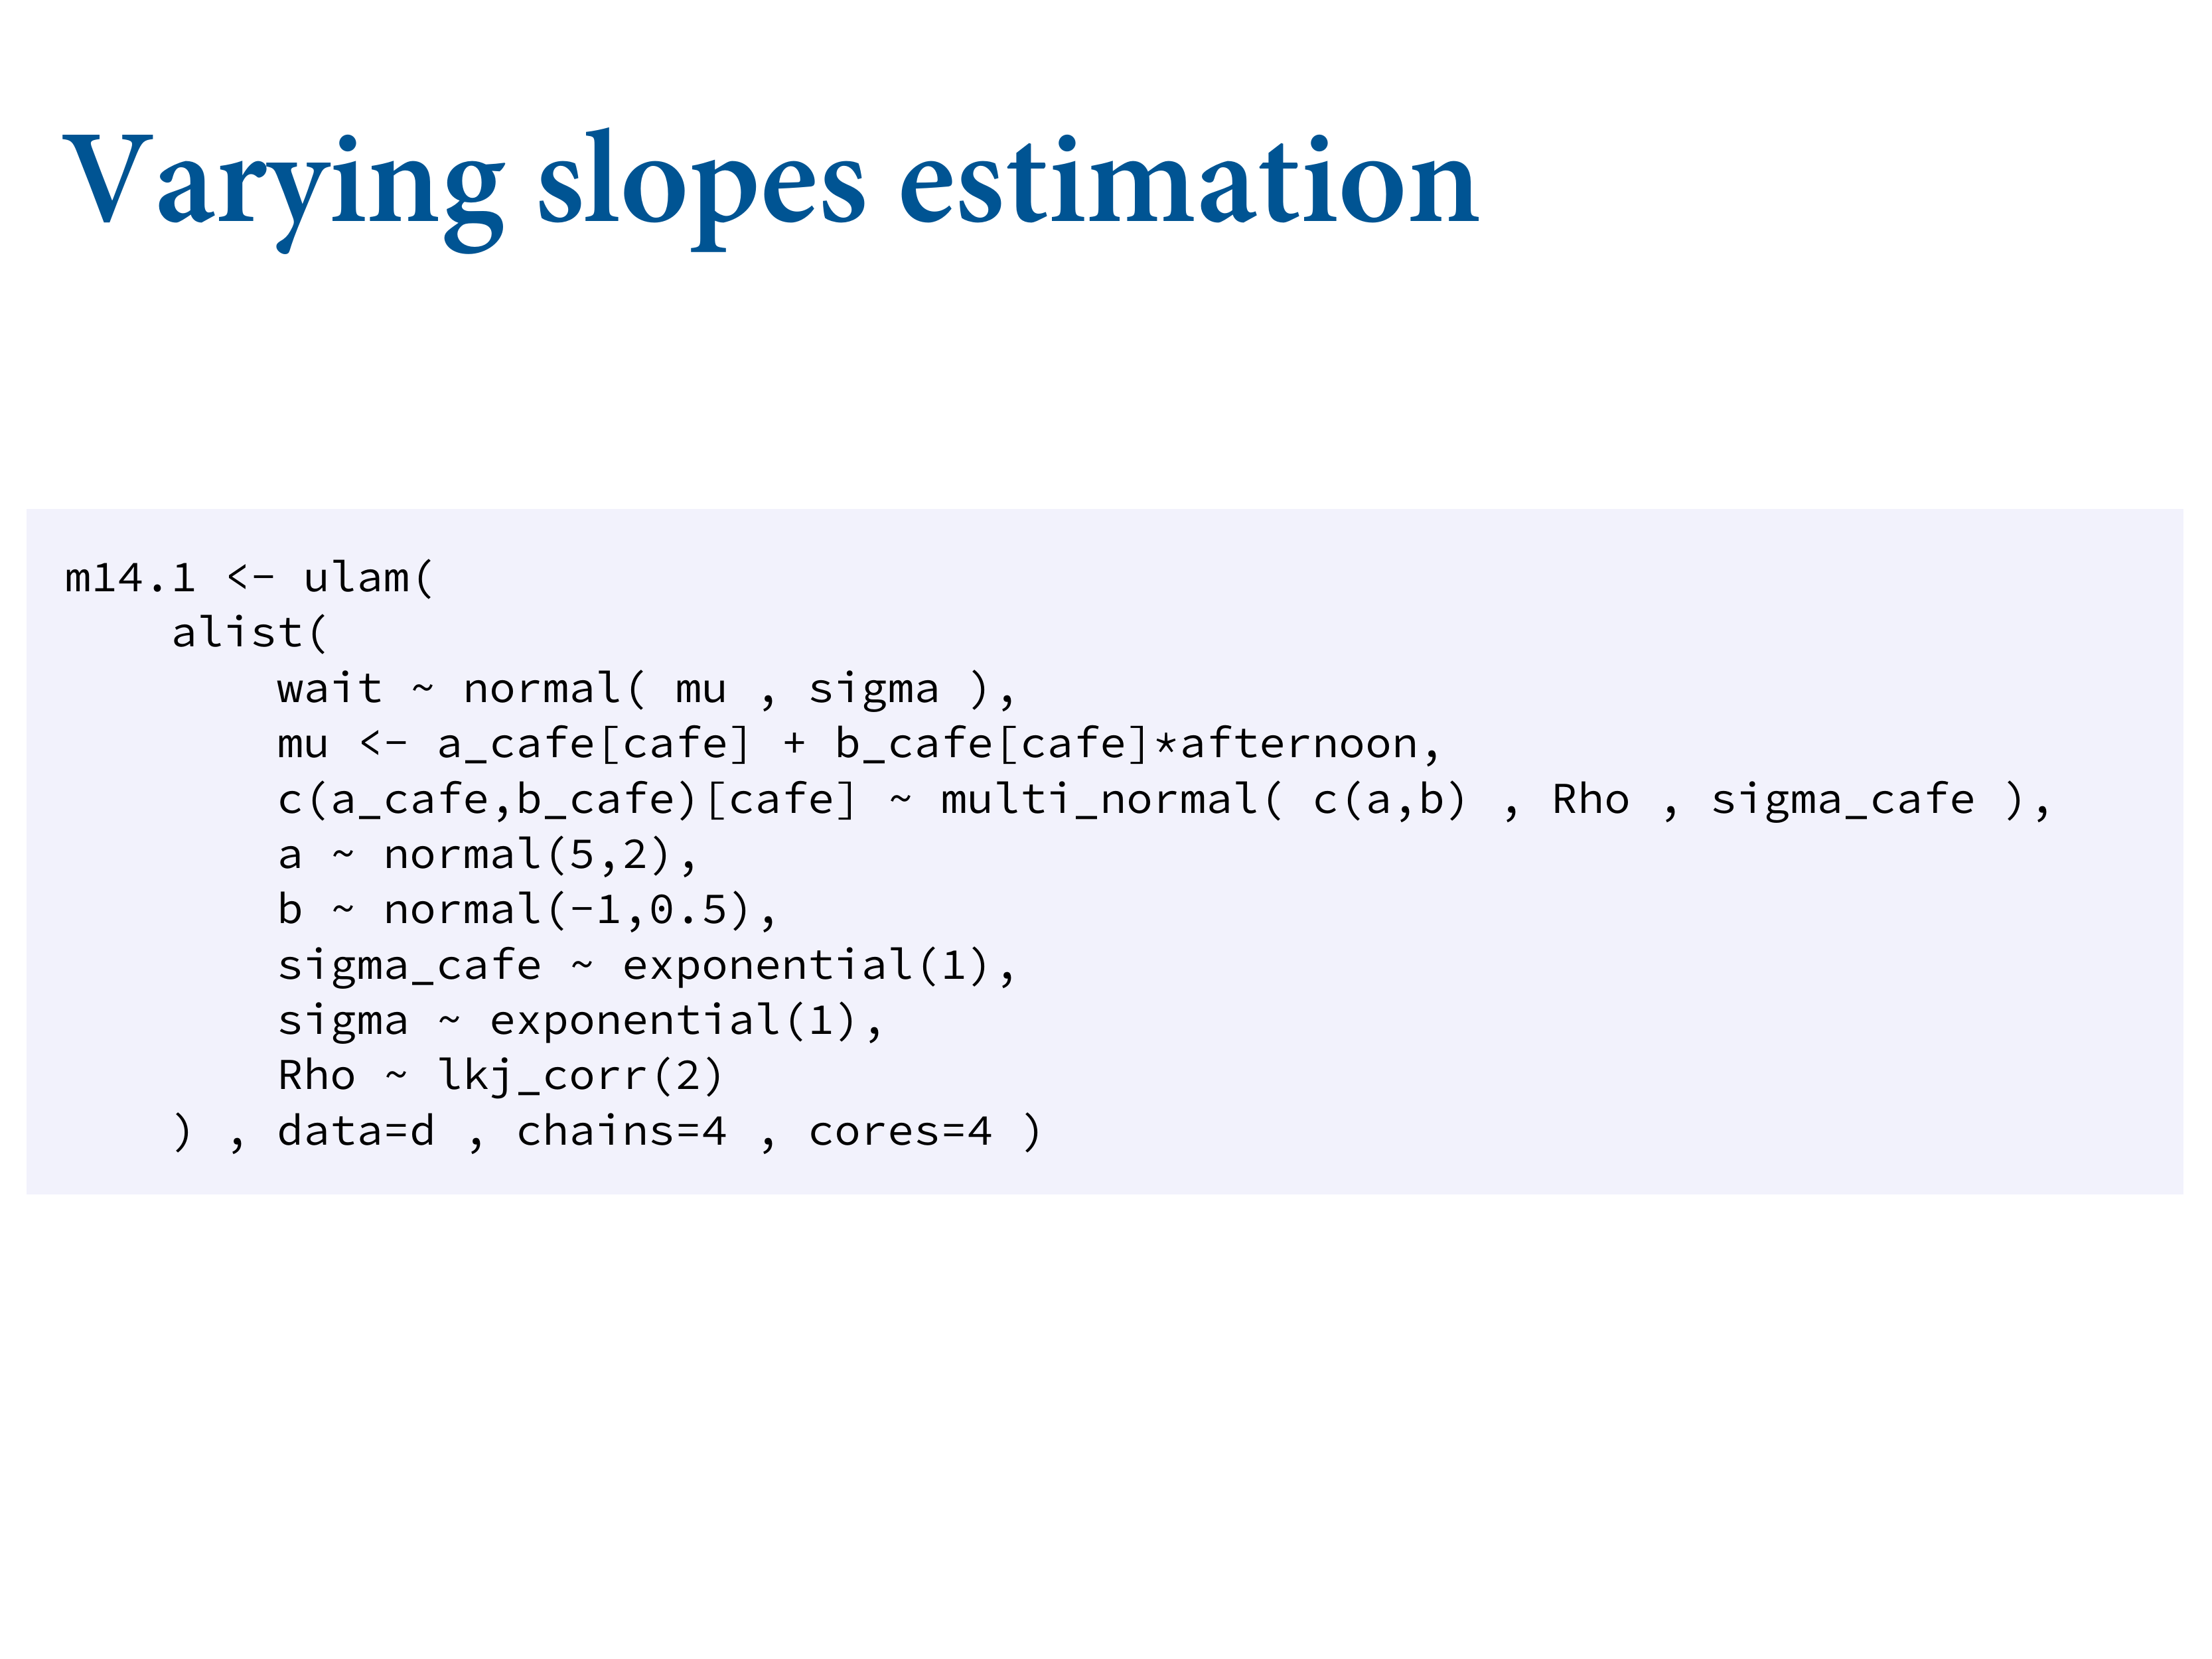 Varying slopes estimation
m14.1 <- ulam(
    alist(
        wait ~ normal( mu , sigma ),
        mu <- a_cafe[cafe] + b_cafe[cafe]*afternoon,
        c(a_cafe,b_cafe)[cafe] ~ multi_normal( c(a,b) , Rho , sigma_cafe ),
        a ~ normal(5,2),
        b ~ normal(-1,0.5),
        sigma_cafe ~ exponential(1),
        sigma ~ exponential(1),
        Rho ~ lkj_corr(2)
    ) , data=d , chains=4 , cores=4 )